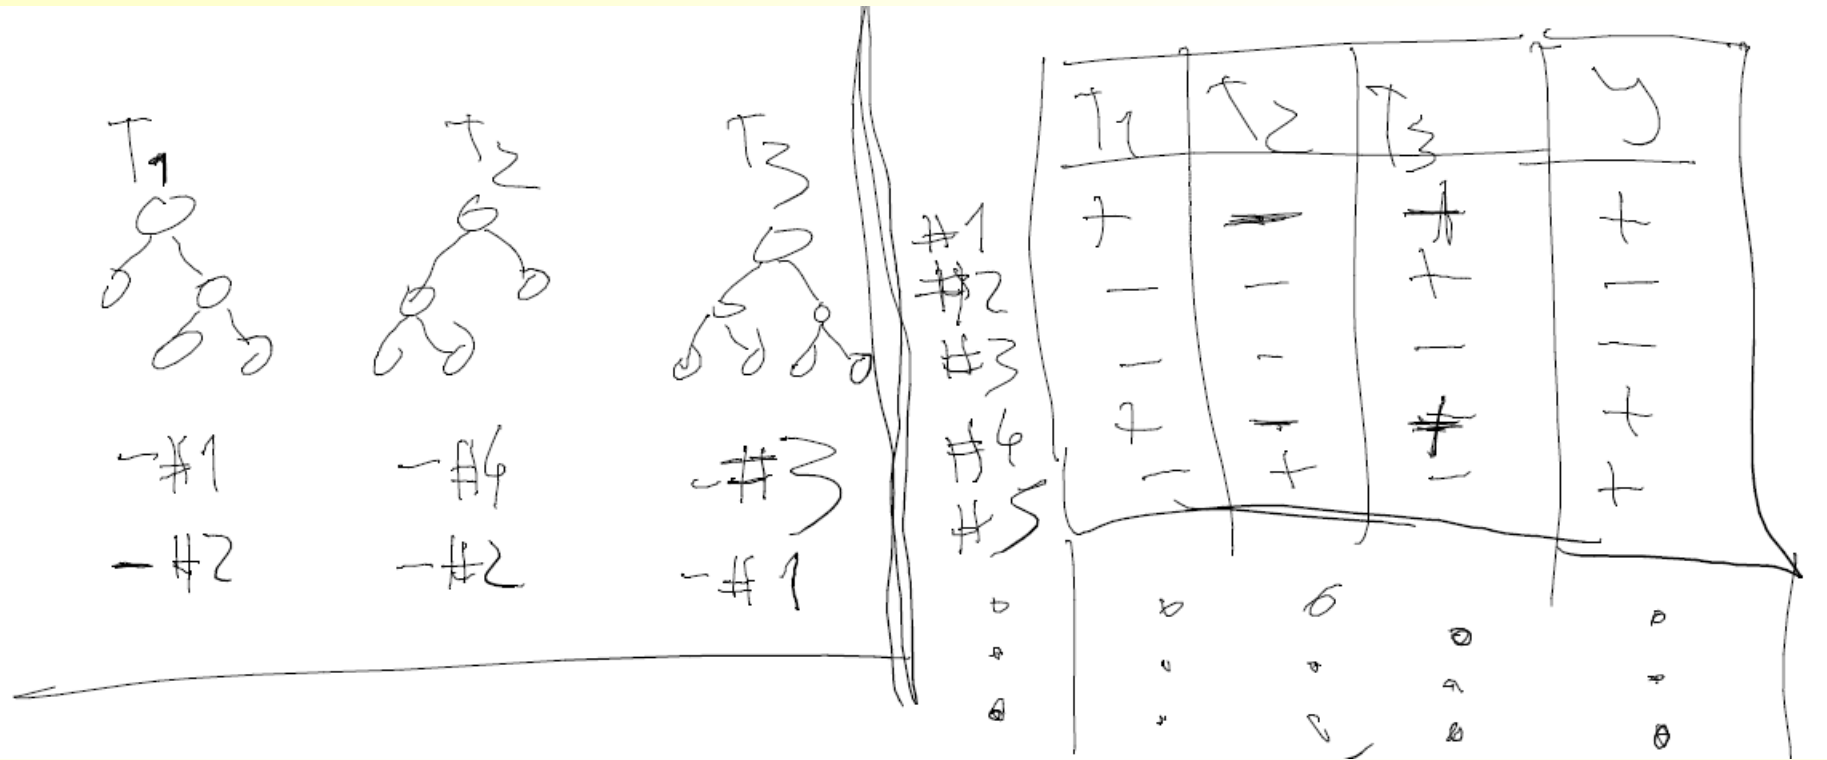 T1 T2 T3
-#1 -#4 -#3
-#2 -#2 -#1
T1 T2 T3 y
#1 + - + +
#2 - - + -
#3 - - - -
#4 + - + +
#5 - + - +